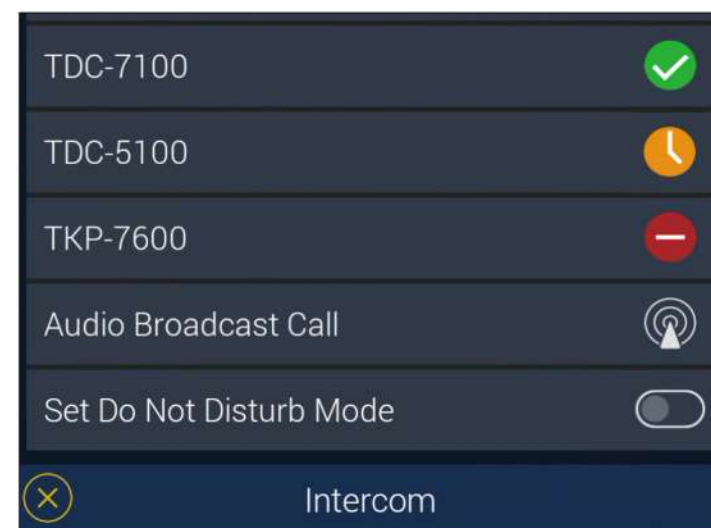 TDC-7100
TDC-5100
TKP-7600
Audio Broadcast Call
Set Do Not Disturb Mode
Intercom